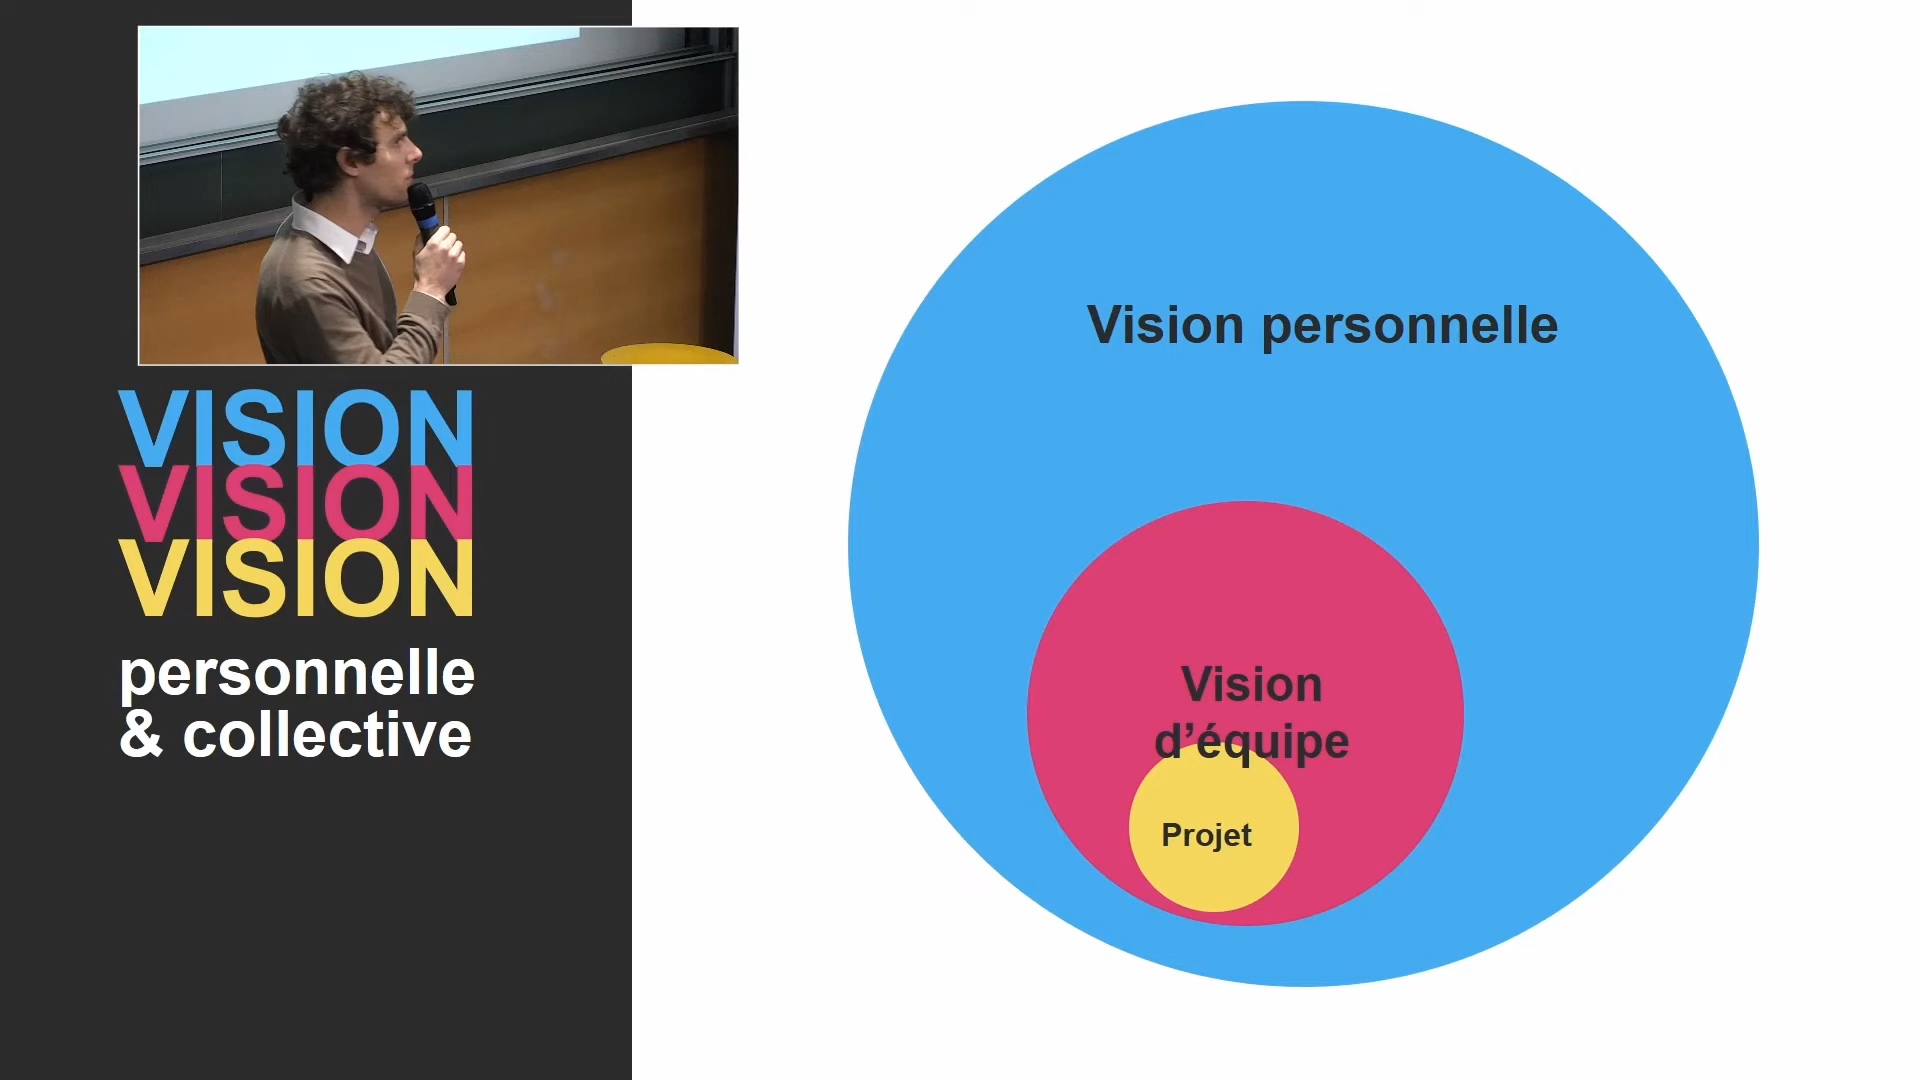 VISION
VISION
VISION
personnelle
& collective
Vision personnelle
Vision
d’équipe
Projet